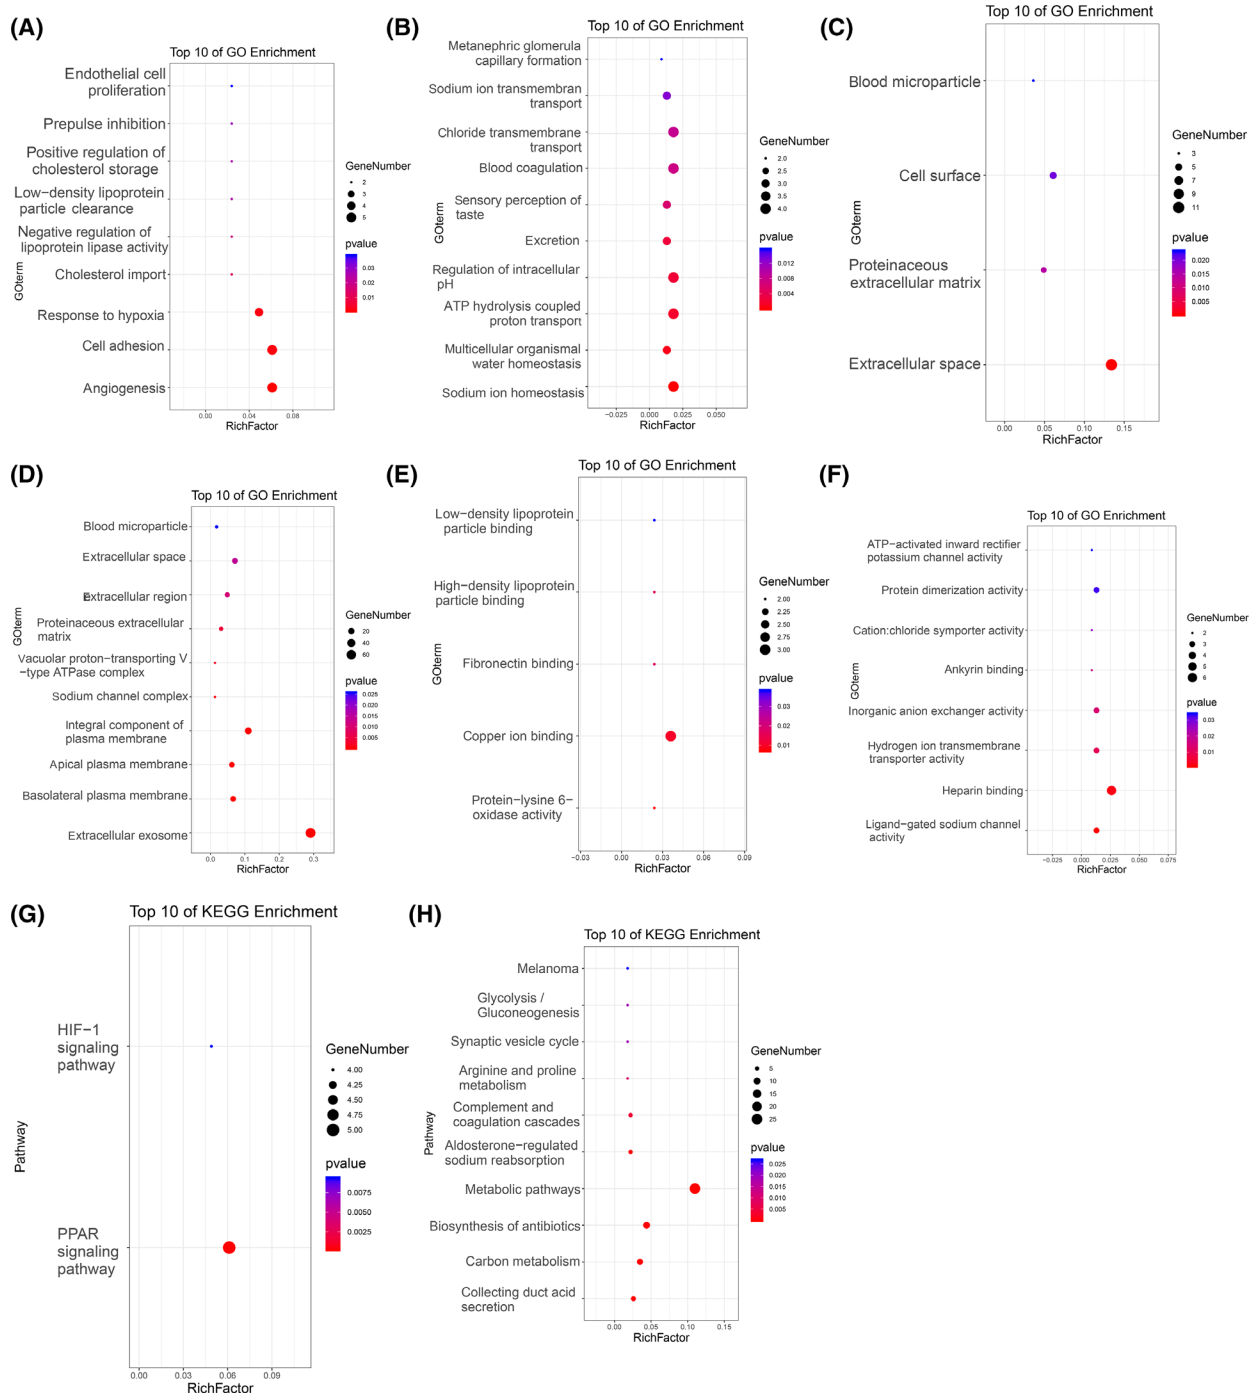 (A)
Top 10 of GO Enrichment
Endothelial cell
proliferation
Prepulse inhibition
Positive regulation of
cholesterol storage
Low−density lipoprotein
particle clearance
Negative regulation of
lipoprotein lipase activity
Cholesterol import
Response to hypoxia
Cell adhesion
Angiogenesis
GOterm
0.00 0.04 0.08
RichFactor
GeneNumber
2
3
4
5
pvalue
0.03
0.02
0.01
(B)
Top 10 of GO Enrichment
Metanephric glomerula
capillary formation
Sodium ion transmembran
transport
Chloride transmembrane
transport
Blood coagulation
Sensory perception of
taste
Excretion
Regulation of intracellular
pH
ATP hydrolysis coupled
proton transport
Multicellular organismal
water homeostasis
Sodium ion homeostasis
GOterm
−0.025 0.000 0.025 0.050
RichFactor
GeneNumber
2.0
2.5
3.0
3.5
4.0
pvalue
0.012
0.008
0.004
(C)
Top 10 of GO Enrichment
Blood microparticle
Cell surface
Proteinaceous
extracellular matrix
Extracellular space
GOterm
0.00 0.05 0.10 0.15
RichFactor
GeneNumber
3
5
7
9
11
pvalue
0.020
0.015
0.010
0.005
(D)
Top 10 of GO Enrichment
Blood microparticle
Extracellular space
Extracellular region
Proteinaceous extracellular
matrix
Vacuolar proton−transporting V
−type ATPase complex
Sodium channel complex
Integral component of
plasma membrane
Apical plasma membrane
Basolateral plasma membrane
Extracellular exosome
GOterm
0.0 0.1 0.2 0.3
RichFactor
GeneNumber
20
40
60
pvalue
0.025
0.020
0.015
0.010
0.005
(E)
Top 10 of GO Enrichment
Low−density lipoprotein
particle binding
High−density lipoprotein
particle binding
Fibronectin binding
Copper ion binding
Protein−lysine 6−
oxidase activity
GOterm
−0.03 0.00 0.03 0.06 0.09
RichFactor
GeneNumber
2.00
2.25
2.50
2.75
3.00
pvalue
0.03
0.02
0.01
(F)
Top 10 of GO Enrichment
ATP−activated inward rectifier
potassium channel activity
Protein dimerization activity
Cation:chloride symporter activity
Ankyrin binding
Inorganic anion exchanger activity
Hydrogen ion transmembrane
transporter activity
Heparin binding
Ligand−gated sodium channel
activity
GOterm
−0.025 0.000 0.025 0.050 0.075
RichFactor
GeneNumber
2
3
4
5
6
pvalue
0.03
0.02
0.01
(G)
Top 10 of KEGG Enrichment
HIF−1
signaling
pathway
PPAR
signaling
pathway
Pathway
0.00 0.03 0.06 0.09
RichFactor
GeneNumber
4.00
4.25
4.50
4.75
5.00
pvalue
0.0075
0.0050
0.0025
(H)
Top 10 of KEGG Enrichment
Melanoma
Glycolysis /
Gluconeogenesis
Synaptic vesicle cycle
Arginine and proline
metabolism
Complement and
coagulation cascades
Aldosterone−regulated
sodium reabsorption
Metabolic pathways
Biosynthesis of antibiotics
Carbon metabolism
Collecting duct acid
secretion
Pathway
0.00 0.05 0.10 0.15
RichFactor
GeneNumber
5
10
15
20
25
pvalue
0.025
0.020
0.015
0.010
0.005